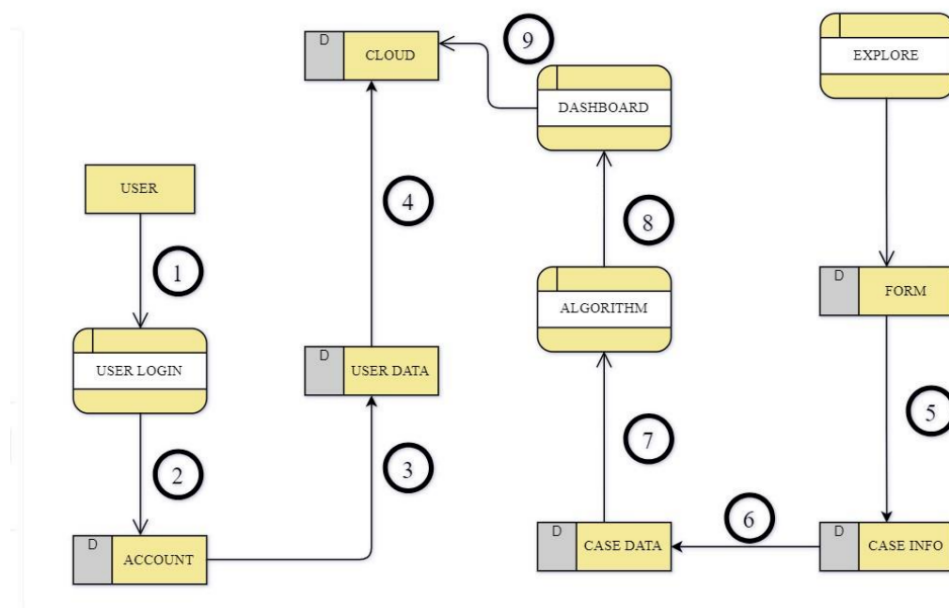 D
CLOUD
9
EXPLORE
DASHBOARD
USER
4
8
1
D
FORM
ALGORITHM
D
USER LOGIN
USER DATA
5
7
3
2
6
D
ACCOUNT
D
CASE DATA
D
CASE INFO